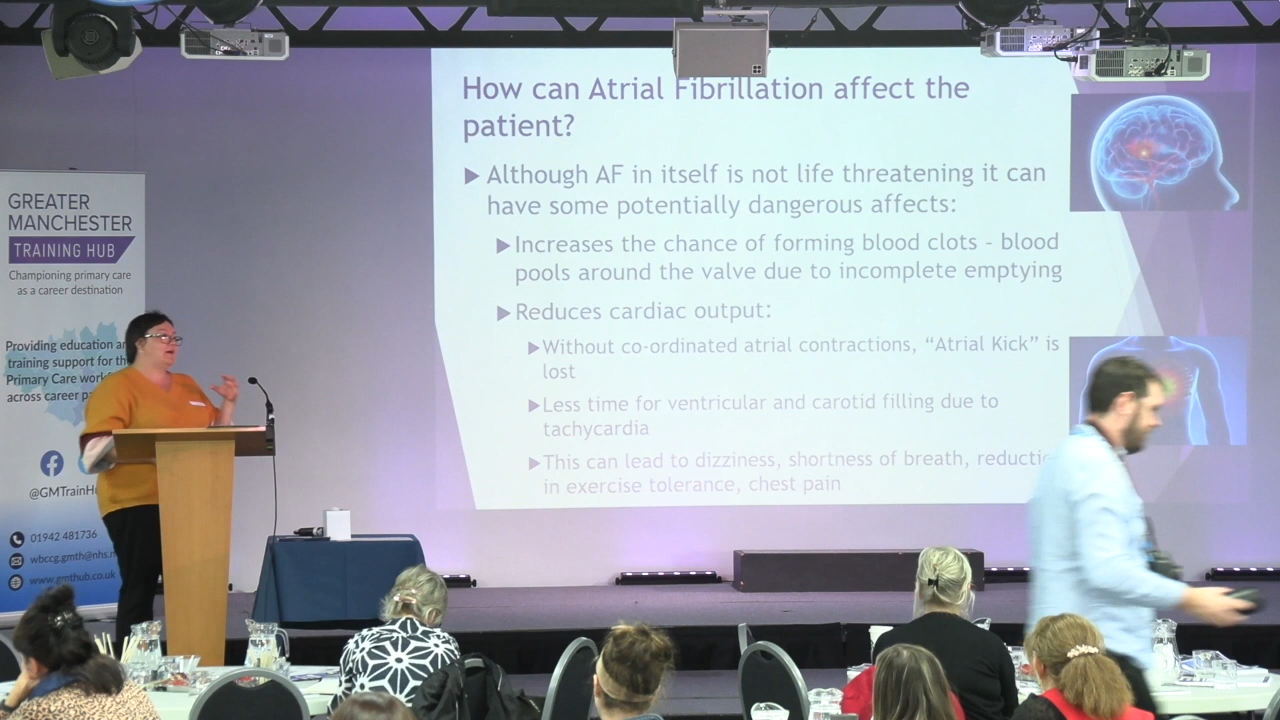 GREATER
MANCHESTER
TRAINING HUB
Championing primary care
as a career destination
Providing education
training support for
Primary Care
across career
01942 481736
www.gmthub.co.uk
How can Atrial Fibrillation affect the
patient?
Although AF in itself is not life threatening it can
have some potentially dangerous affects:
Increases the chance of forming blood clots - blood
pools around the valve due to incomplete emptying
Reduces cardiac output:
Without co-ordinated atrial contractions, “Atrial Kick” is
lost
Less time for ventricular and carotid filling due to
tachycardia
This can lead to dizziness, shortness of breath,
in exercise tolerance, chest pain